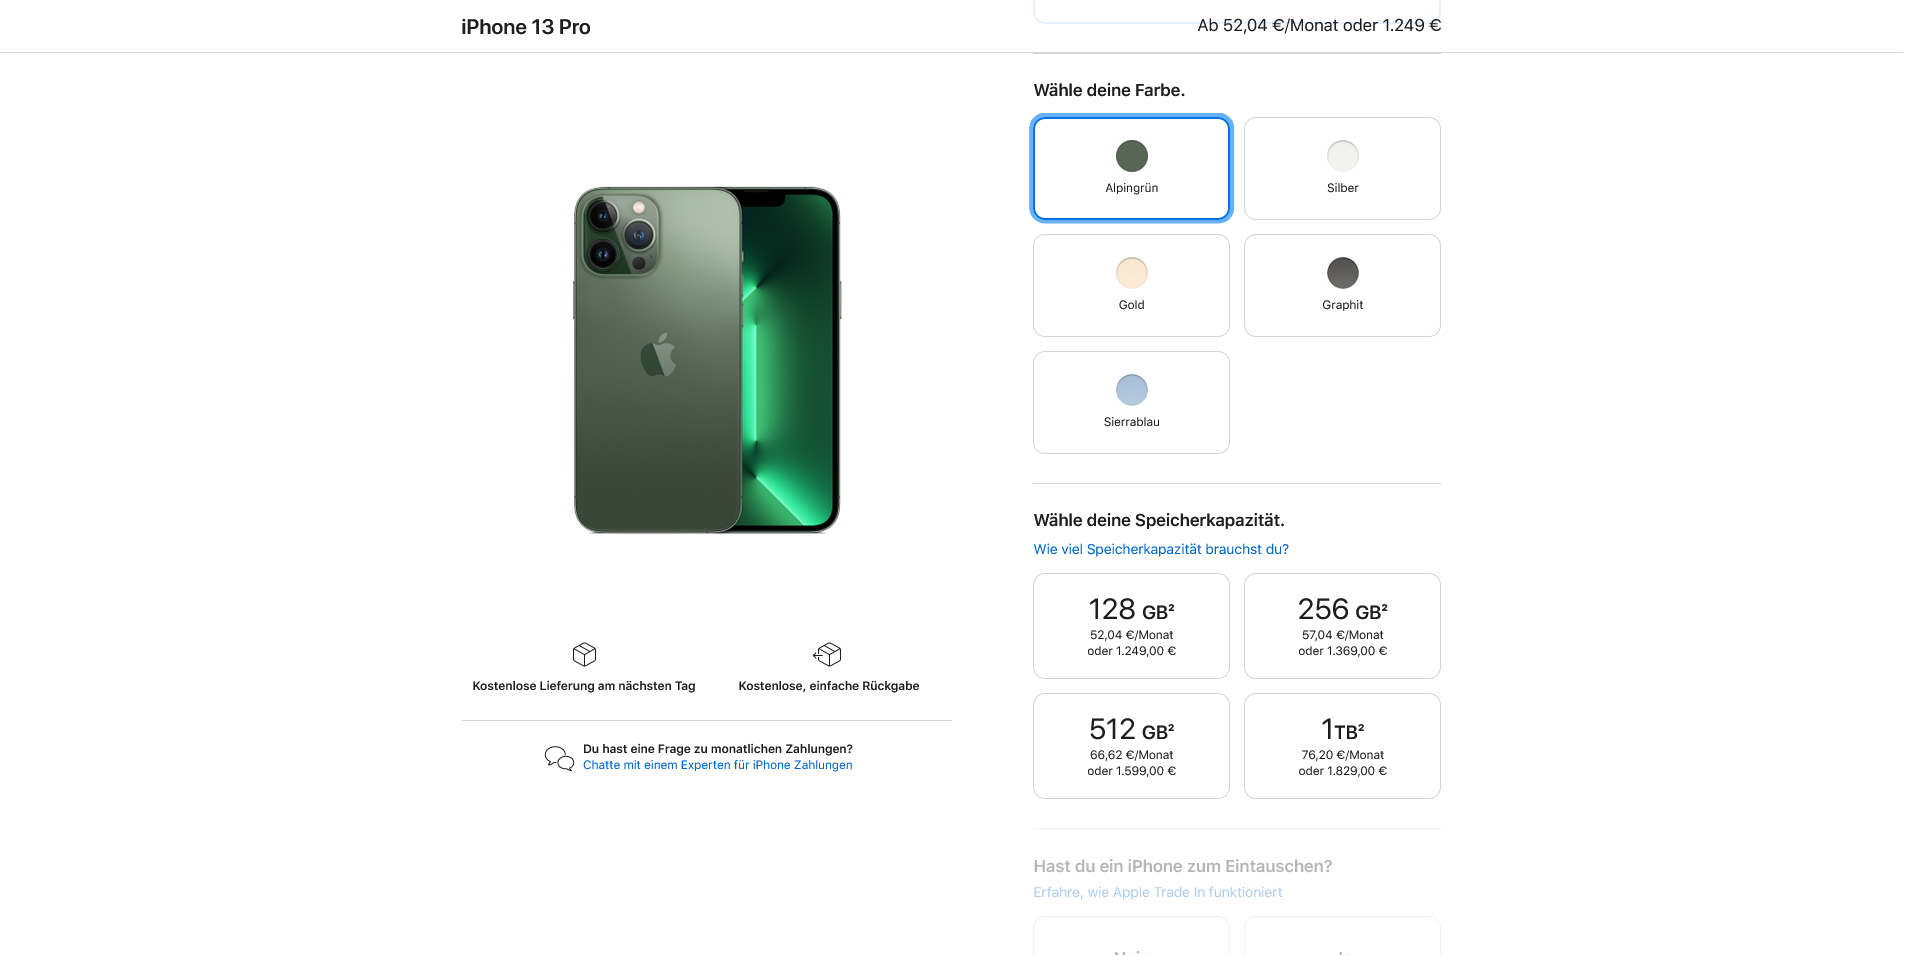 iPhone 13 Pro
Ab 52,04 €/Monat oder 1.249 €
Wähle deine Farbe.
Alpingrün
Silber
Gold
Graphit
Sierrablau
Wähle deine Speicherkapazität.
Wie viel Speicherkapazität brauchst du?
128 GB²
52,04 €/Monat
oder 1.249,00 €
256 GB²
57,04 €/Monat
oder 1.369,00 €
512 GB²
66,62 €/Monat
oder 1.599,00 €
1TB²
76,20 €/Monat
oder 1.829,00 €
Kostenlose Lieferung am nächsten Tag
Kostenlose, einfache Rückgabe
Du hast eine Frage zu monatlichen Zahlungen?
Chatte mit einem Experten für iPhone Zahlungen
Hast du ein iPhone zum Eintauschen?
Erfahre, wie Apple Trade In funktioniert